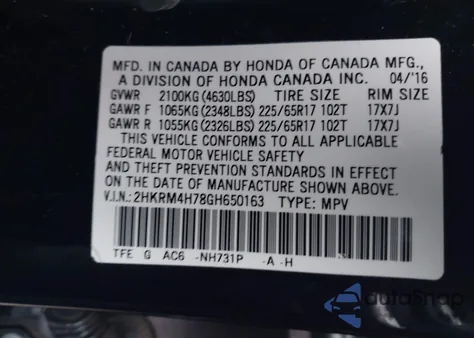 MFD. IN CANADA BY HONDA OF CANADA MFG.,
A DIVISION OF HONDA CANADA INC. 04/'16
GVWR 2100KG(4630LBS) TIRE SIZE RIM SIZE
GAWR F 1065KG(2348LBS)225/65R17 102T 17X7J
GAWR R 1055KG(2326LBS)225/65R17 102T 17X7J
THIS VEHICLE CONFORMS TO ALL APPLICABLE
FEDERAL MOTOR VEHICLE SAFETY
AND THEFT PREVENTION STANDARDS IN EFFECT ON THE
DATE OF MANUFACTURE SHOWN ABOVE.
V.I.N.: 2HKRM4H78GH650163 TYPE: MPV
TFE G AC6 -NH731P -A -H
autoSnap